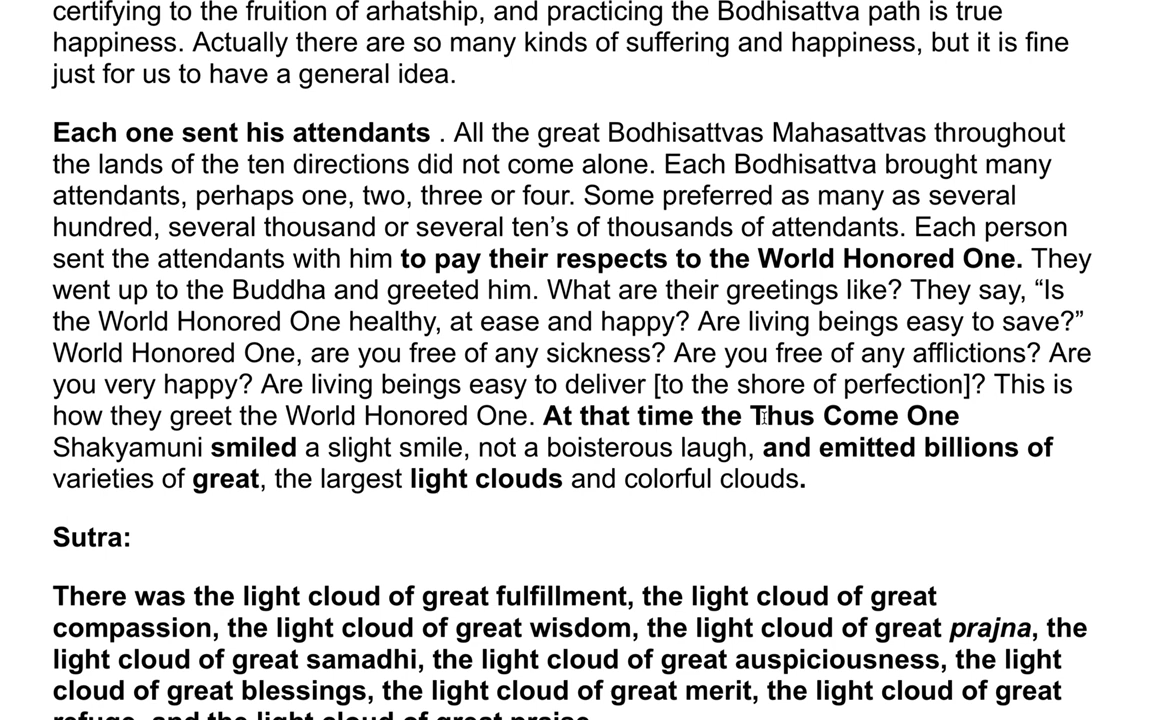 certifying to the fruition of arhatship, and practicing the Bodhisattva path is true
happiness. Actually there are so many kinds of suffering and happiness, but it is fine
just for us to have a general idea.
Each one sent his attendants . All the great Bodhisattvas Mahasattvas throughout
the lands of the ten directions did not come alone. Each Bodhisattva brought many
attendants, perhaps one, two, three or four. Some preferred as many as several
hundred, several thousand or several ten’s of thousands of attendants. Each person
sent the attendants with him to pay their respects to the World Honored One. They
went up to the Buddha and greeted him. What are their greetings like? They say, “Is
the World Honored One healthy, at ease and happy? Are living beings easy to save?”
World Honored One, are you free of any sickness? Are you free of any afflictions? Are
you very happy? Are living beings easy to deliver [to the shore of perfection]? This is
how they greet the World Honored One. At that time the Thus Come One
Shakyamuni smiled a slight smile, not a boisterous laugh, and emitted billions of
varieties of great, the largest light clouds and colorful clouds.
Sutra:
There was the light cloud of great fulfillment, the light cloud of great
compassion, the light cloud of great wisdom, the light cloud of great prajna, the
light cloud of great samadhi, the light cloud of great auspiciousness, the light
cloud of great blessings, the light cloud of great merit, the light cloud of great
refuge, and the light cloud of great praise